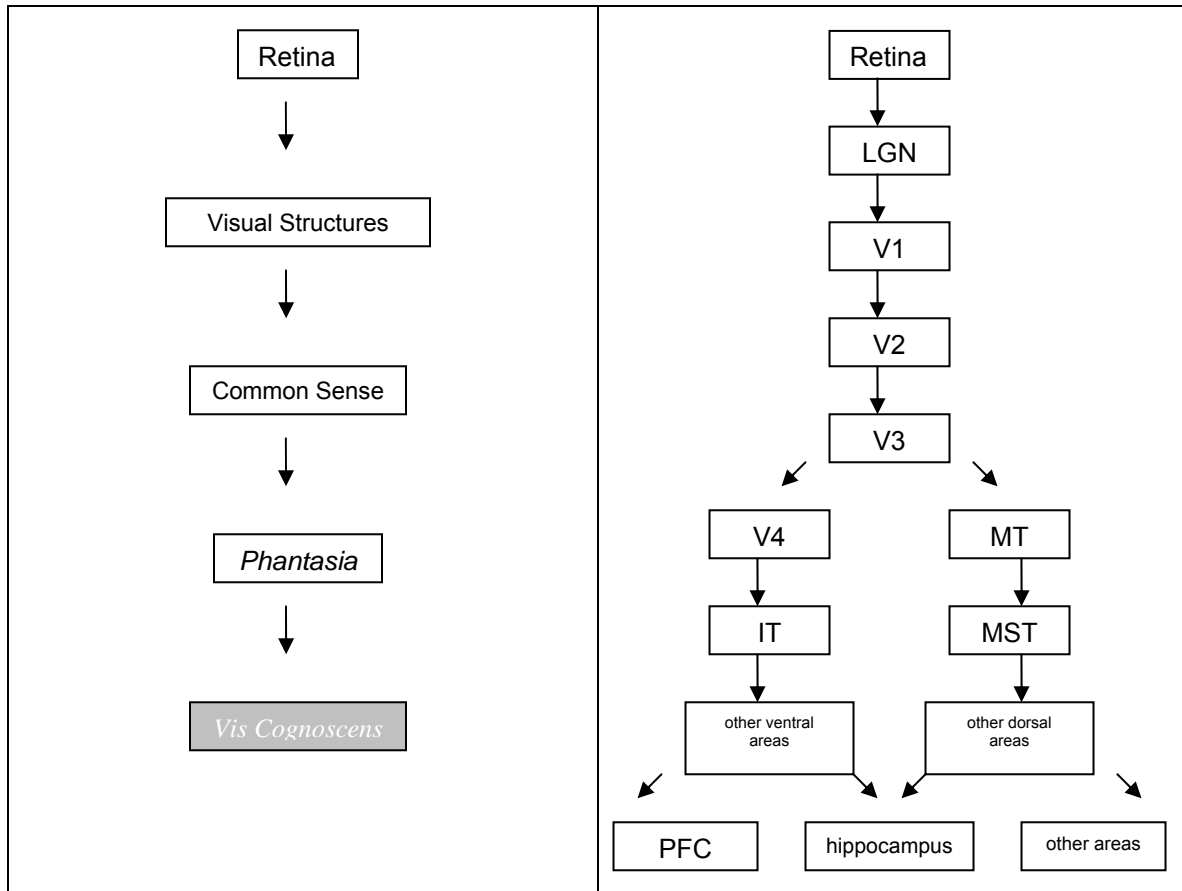 Retina
Visual Structures
Common Sense
Phantasia
Vis Cognoscens
Retina
LGN
V1
V2
V3
V4
MT
IT
MST
other ventral
areas
other dorsal
areas
PFC
hippocampus
other areas